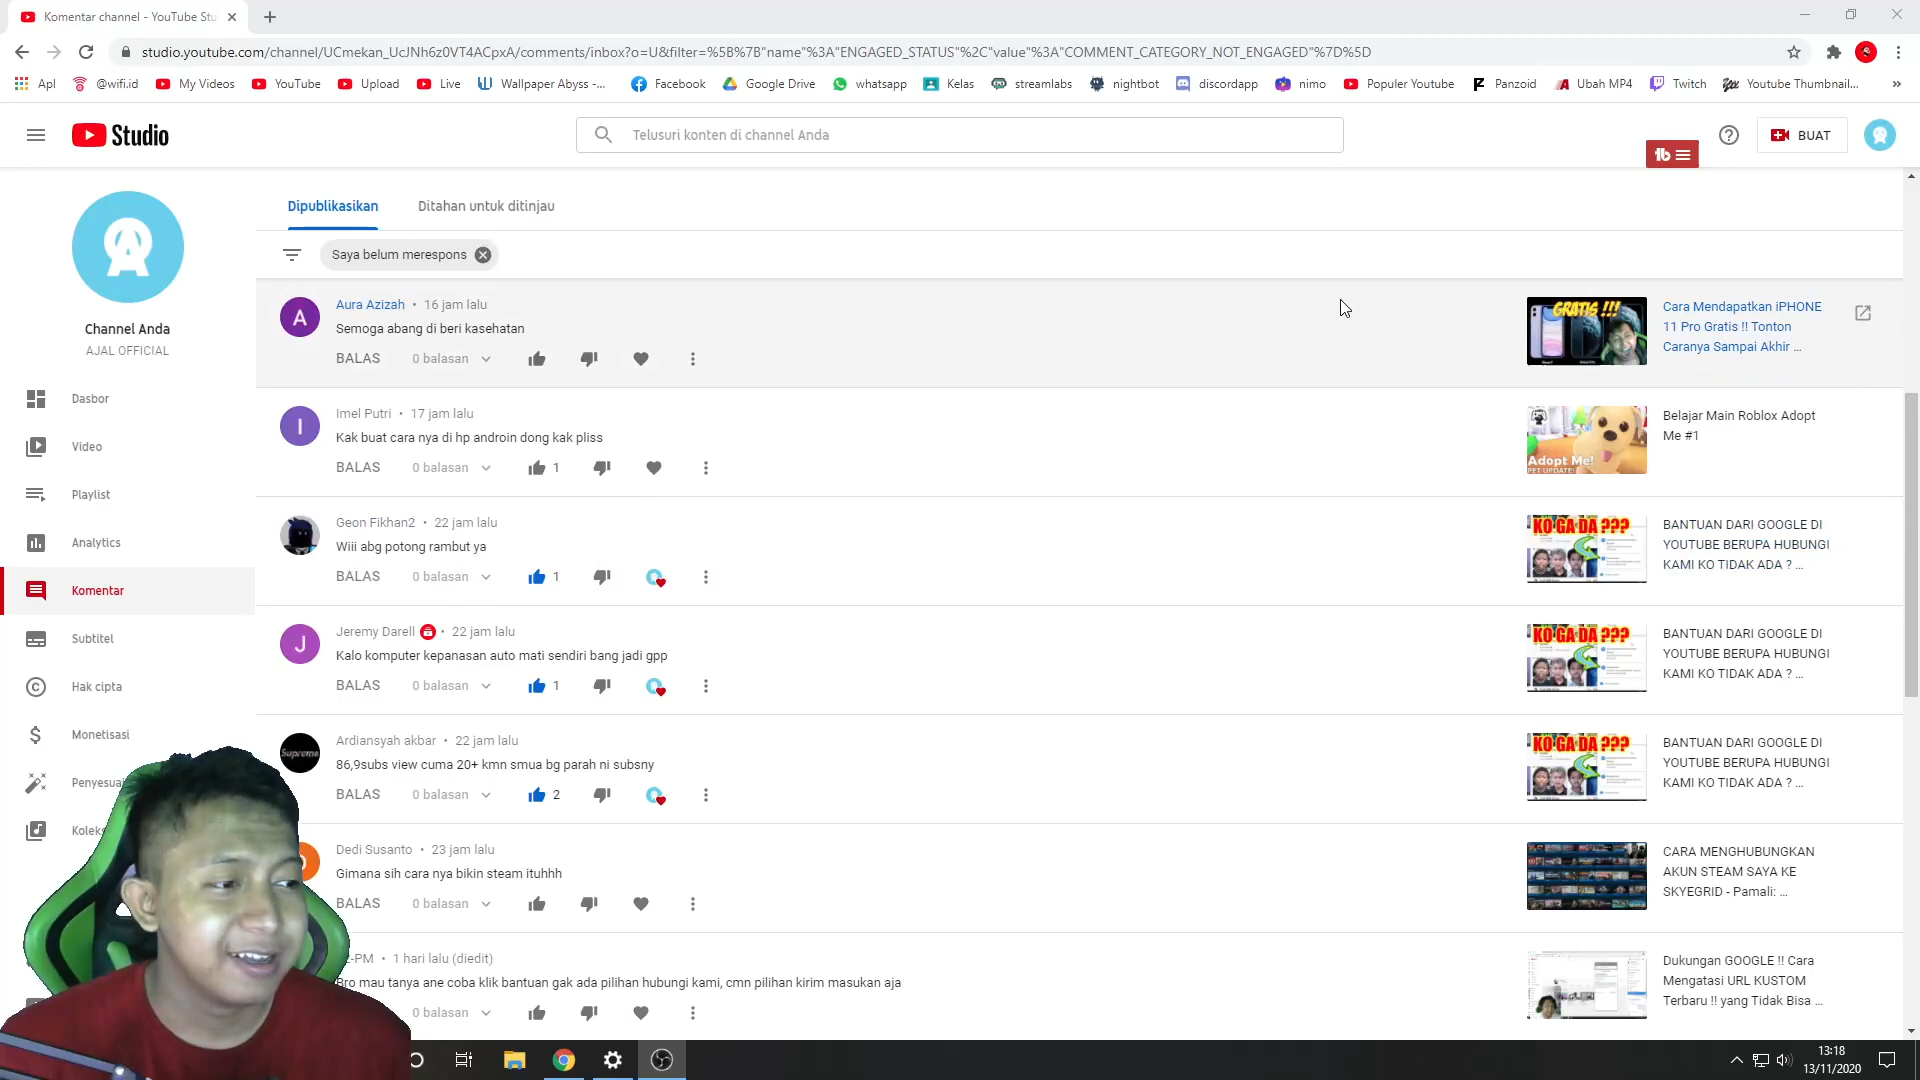 Komentar channel - YouTube Stu
studio.youtube.com/channel/UCmekan_UcJNh6z0VT4ACpxA/comments/inbox?o=U&filter=%5B%7B"name"%3A"ENGAGED_STATUS"%2C"value"%3A"COMMENT_CATEGORY_NOT_ENGAGED"%7D%5D
Apl @wifi.id My Videos YouTube Upload Live Wallpaper Abyss -... Facebook Google Drive whatsapp Kelas streamlabs nightbot discordapp nimo Populer Youtube Panzoid Ubah MP4 Twitch Youtube Thumbnail... »
Studio
Telusuri konten di channel Anda
BUAT
Channel Anda
AJAL OFFICIAL
Dasbor
Video
Playlist
Analytics
Komentar
Subtitel
Hak cipta
Monetisasi
Penyesuai
Koleks
Dipublikasikan Ditahan untuk ditinjau
Saya belum merespons
A
Aura Azizah • 16 jam lalu
Semoga abang di beri kasehatan
BALAS 0 balasan
GRATIS !!!
Cara Mendapatkan iPHONE
11 Pro Gratis !! Tonton
Caranya Sampai Akhir ...
I
Imel Putri • 17 jam lalu
Kak buat cara nya di hp androin dong kak pliss
BALAS 0 balasan 1
Adopt Me!
PET UPDATE!
Belajar Main Roblox Adopt
Me #1
Geon Fikhan2 • 22 jam lalu
Wiii abg potong rambut ya
BALAS 0 balasan 1
KO GA DA ???
BANTUAN DARI GOOGLE DI
YOUTUBE BERUPA HUBUNGI
KAMI KO TIDAK ADA ? ...
J
Jeremy Darell • 22 jam lalu
Kalo komputer kepanasan auto mati sendiri bang jadi gpp
BALAS 0 balasan 1
KO GA DA ???
BANTUAN DARI GOOGLE DI
YOUTUBE BERUPA HUBUNGI
KAMI KO TIDAK ADA ? ...
Supreme
Ardiansyah akbar • 22 jam lalu
86,9subs view cuma 20+ kmn smua bg parah ni subsny
BALAS 0 balasan 2
KO GA DA ???
BANTUAN DARI GOOGLE DI
YOUTUBE BERUPA HUBUNGI
KAMI KO TIDAK ADA ? ...
Dedi Susanto • 23 jam lalu
Gimana sih cara nya bikin steam ituhhh
BALAS 0 balasan
CARA MENGHUBUNGKAN
AKUN STEAM SAYA KE
SKYEGRID - Pamali: ...
-PM • 1 hari lalu (diedit)
Bro mau tanya ane coba klik bantuan gak ada pilihan hubungi kami, cmn pilihan kirim masukan aja
0 balasan
Dukungan GOOGLE !! Cara
Mengatasi URL KUSTOM
Terbaru !! yang Tidak Bisa ...
13:18
13/11/2020